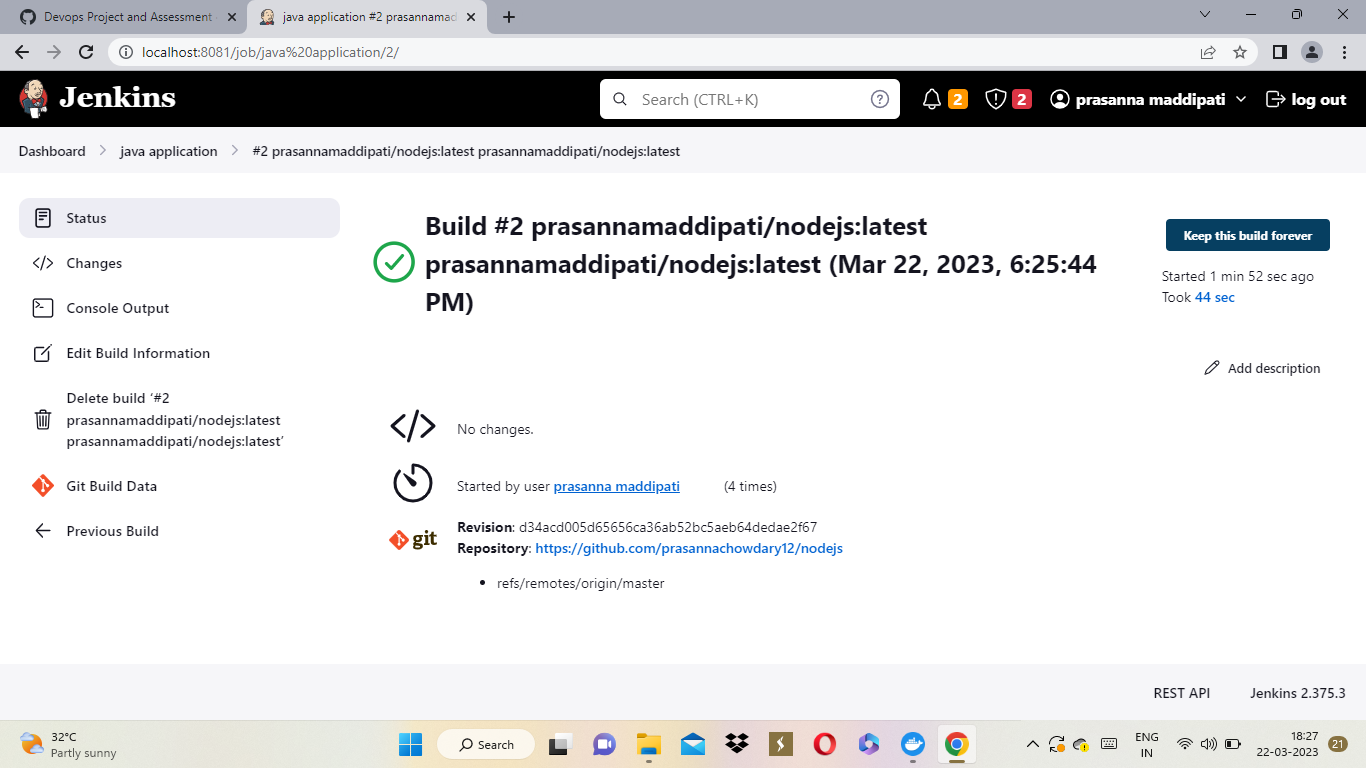 Devops Project and Assessment
java application #2 prasannamad
localhost:8081/job/java%20application/2/
Jenkins
Search (CTRL+K)
2
2
prasanna maddipati
log out
Dashboard
java application
#2 prasannamaddipati/nodejs:latest prasannamaddipati/nodejs:latest
Status
Changes
Console Output
Edit Build Information
Delete build ‘#2
prasannamaddipati/nodejs:latest
prasannamaddipati/nodejs:latest’
Git Build Data
Previous Build
Build #2 prasannamaddipati/nodejs:latest
prasannamaddipati/nodejs:latest (Mar 22, 2023, 6:25:44
PM)
Keep this build forever
Started 1 min 52 sec ago
Took 44 sec
Add description
No changes.
Started by user prasanna maddipati (4 times)
git
Revision: d34acd005d65656ca36ab52bc5aeb64dedae2f67
Repository: https://github.com/prasannachowdary12/nodejs
• refs/remotes/origin/master
REST API
Jenkins 2.375.3
32°C
Partly sunny
Search
ENG
IN
18:27
22-03-2023
21